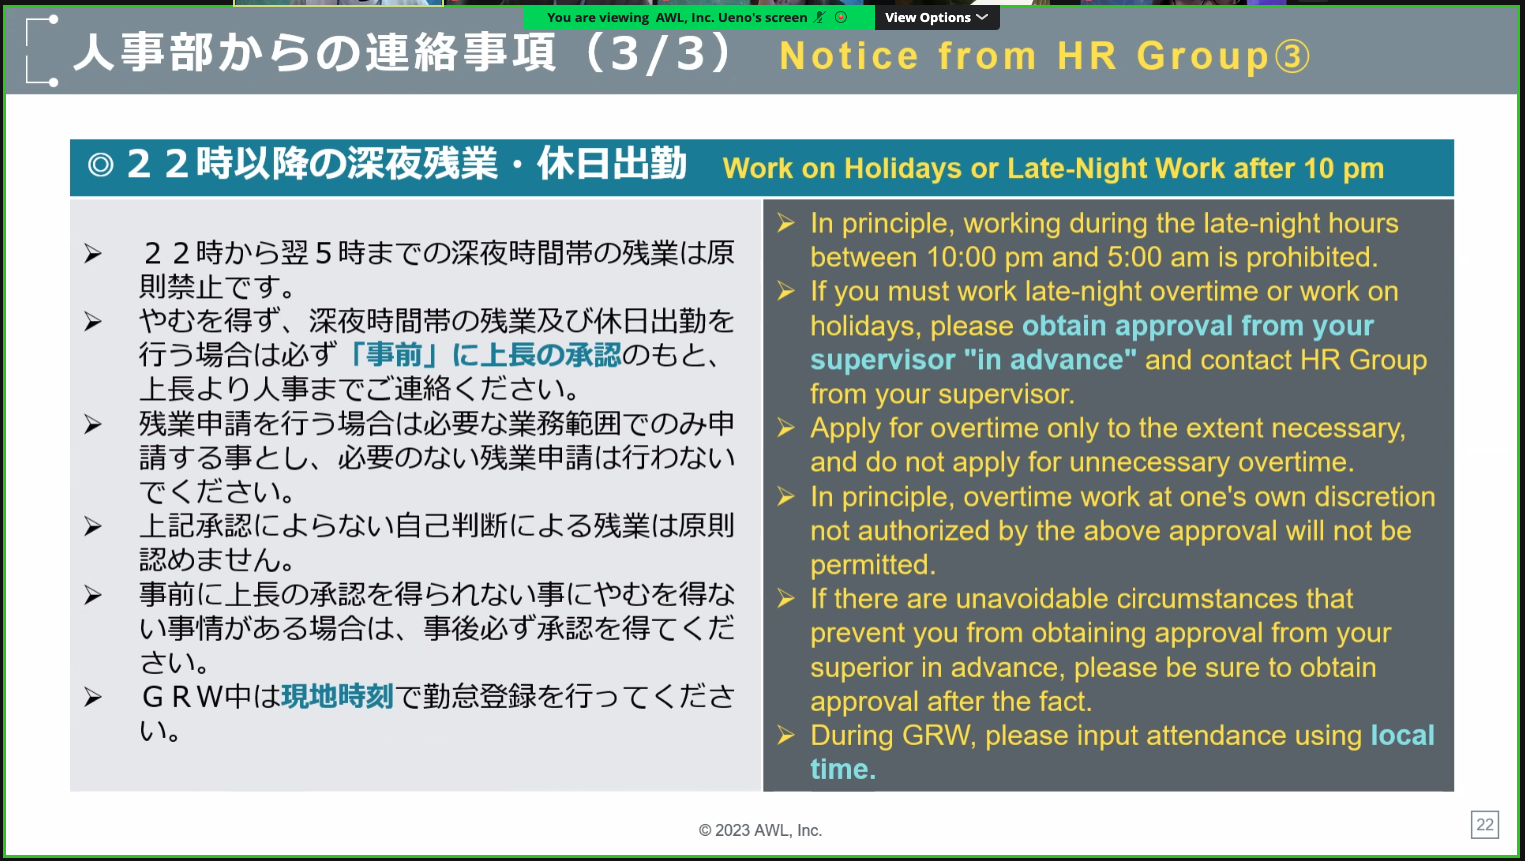 You are viewing AWL, Inc. Ueno's screen
View Options
人事部からの連絡事項（3/3） Notice from HR Group③
◎２２時以降の深夜残業・休日出勤 Work on Holidays or Late-Night Work after 10 pm
➢ ２２時から翌５時までの深夜時間帯の残業は原
則禁止です。
➢ やむを得ず、深夜時間帯の残業及び休日出勤を
行う場合は必ず「事前」に上長の承認のもと、
上長より人事までご連絡ください。
➢ 残業申請を行う場合は必要な業務範囲でのみ申
請する事とし、必要のない残業申請は行わない
でください。
➢ 上記承認によらない自己判断による残業は原則
認めません。
➢ 事前に上長の承認を得られない事にやむを得な
い事情がある場合は、事後必ず承認を得てくだ
さい。
➢ ＧＲＷ中は現地時刻で勤怠登録を行ってくださ
い。
➢ In principle, working during the late-night hours
between 10:00 pm and 5:00 am is prohibited.
➢ If you must work late-night overtime or work on
holidays, please obtain approval from your
supervisor "in advance" and contact HR Group
from your supervisor.
➢ Apply for overtime only to the extent necessary,
and do not apply for unnecessary overtime.
➢ In principle, overtime work at one's own discretion
not authorized by the above approval will not be
permitted.
➢ If there are unavoidable circumstances that
prevent you from obtaining approval from your
superior in advance, please be sure to obtain
approval after the fact.
➢ During GRW, please input attendance using local
time.
© 2023 AWL, Inc.
22